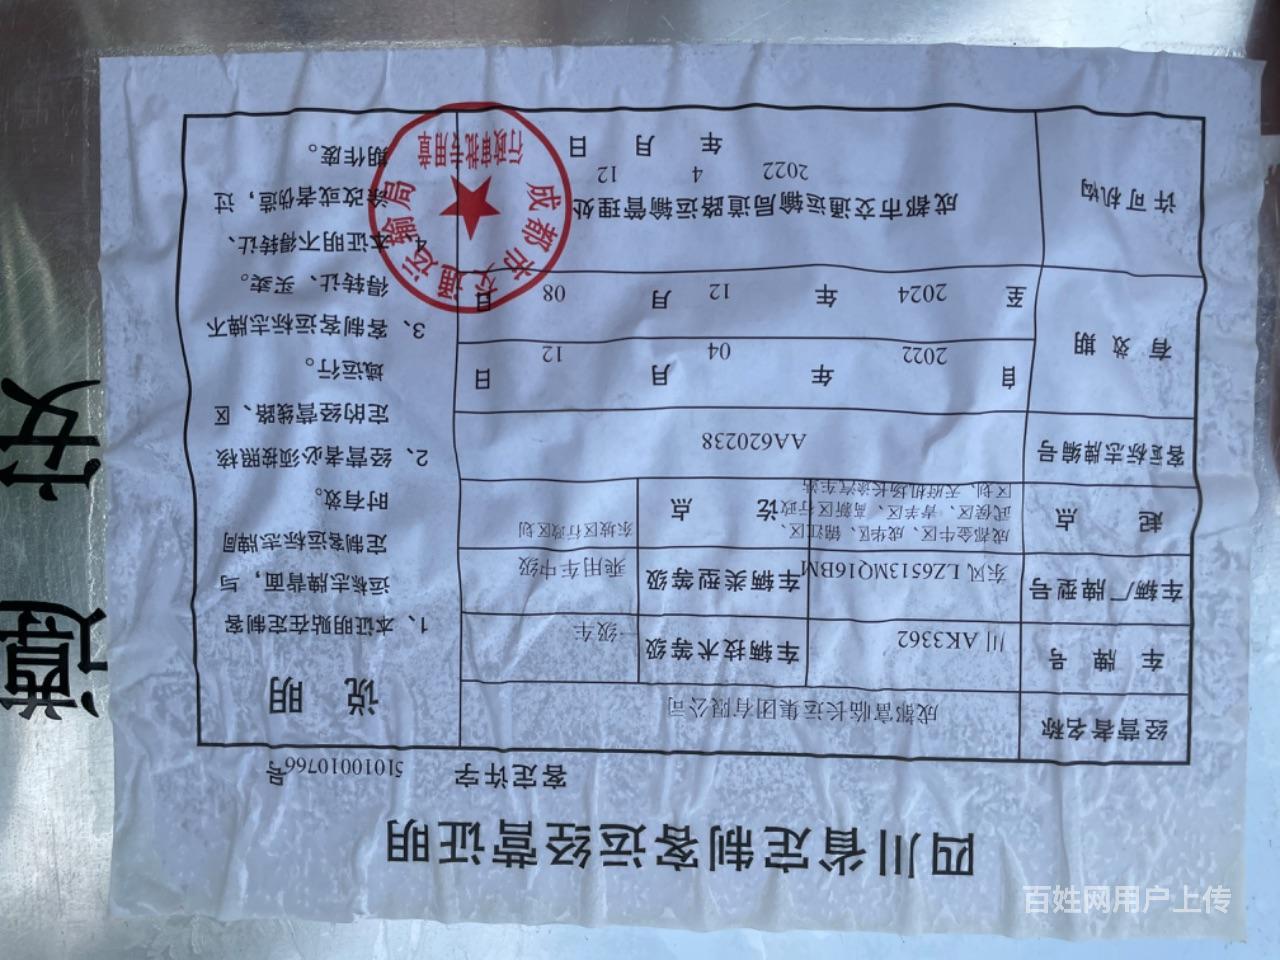 四川省定制客运经营证明
客定许字 5101001076​6号
经营者名称 成都富临长运集团有限公司
车牌号 川AK3362 车辆技术等级 一级车
车辆厂牌型号 东风LZ6513MQ16BM 车辆类型等级 乘用车中级
起点 成都金牛区、成华区、锦江区、
武侯区、青羊区、高新区行政
区划、天府机场长途汽车站
讫点 东坡区行政区划
客运标志牌编号 AA620238
有效期 自 2022 年 04 月 12 日
至 2024 年 12 月 08 日
许可机构 成都市交通运输局道路运输管理处
2022 4 12
年 月 日
说明
1、本证明贴在定制客
运标志牌背面，与
定制客运标志牌同
时有效。
2、经营者必须按照核
定的经营线路、区
域运行。
3、客制客运标志牌不
得转让、买卖。
4、本证明不得转让、
涂改或者伪造，过
期作废。
成都市交通运输局
行政审批专用章
安
百姓网用户上传